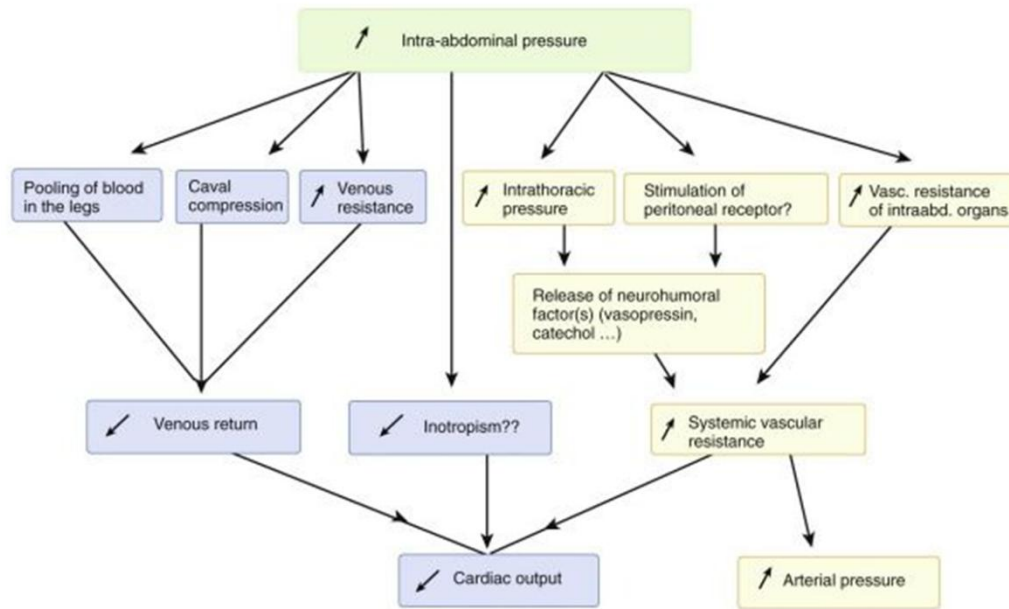 Intra-abdominal pressure
Pooling of blood
in the legs
Caval
compression
Venous
resistance
Intrathoracic
pressure
Stimulation of
peritoneal receptor?
Vasc. resistance
of intraabd. organs
Release of neurohumoral
factor(s) (vasopressin,
catechol ...)
Venous return
Inotropism??
Systemic vascular
resistance
Cardiac output
Arterial pressure